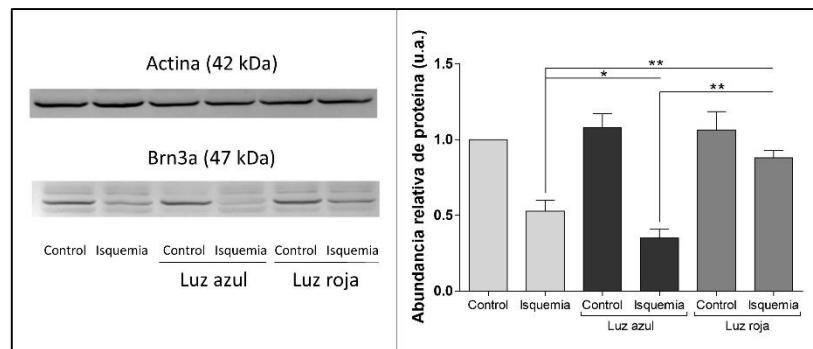 Actina (42 kDa)
Brn3a (47 kDa)
Control Isquemia Control Isquemia Control Isquemia
Luz azul Luz roja
Abundancia relativa de proteína (u.a.)
1.5
1.0
0.5
0.0
**
*
**
Control Isquemia Control Isquemia Control Isquemia
Luz azul Luz roja